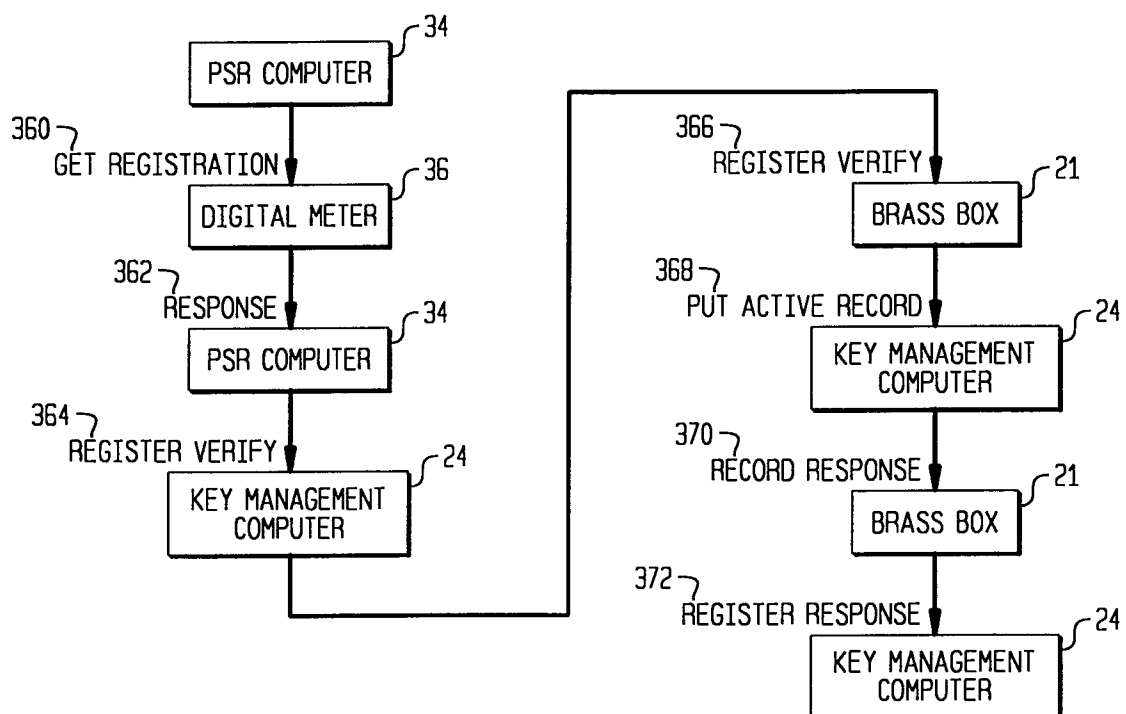 34
PSR COMPUTER
360
GET REGISTRATION
36
DIGITAL METER
362
RESPONSE
34
PSR COMPUTER
364
REGISTER VERIFY
24
KEY MANAGEMENT
COMPUTER
366
REGISTER VERIFY
21
BRASS BOX
368
PUT ACTIVE RECORD
24
KEY MANAGEMENT
COMPUTER
370
RECORD RESPONSE
21
BRASS BOX
372
REGISTER RESPONSE
24
KEY MANAGEMENT
COMPUTER